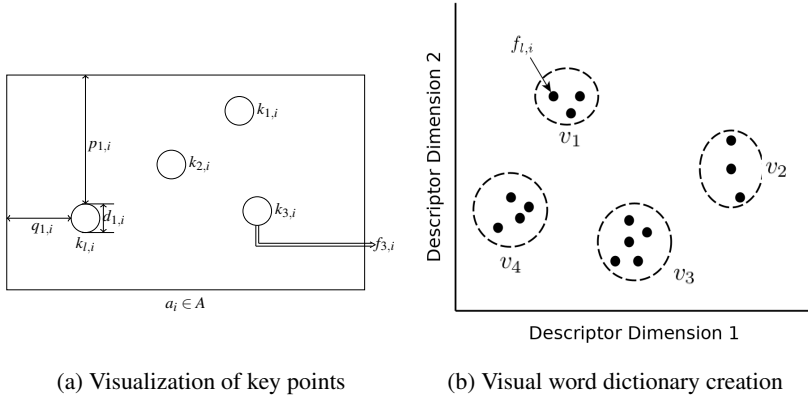 k1,i
p1,i
k2,i
d1,i
k3,i
q1,i
kl,i
f3,i
ai ∈ A
(a) Visualization of key points
fl,i
Descriptor Dimension 2
v1
v2
v4
v3
Descriptor Dimension 1
(b) Visual word dictionary creation